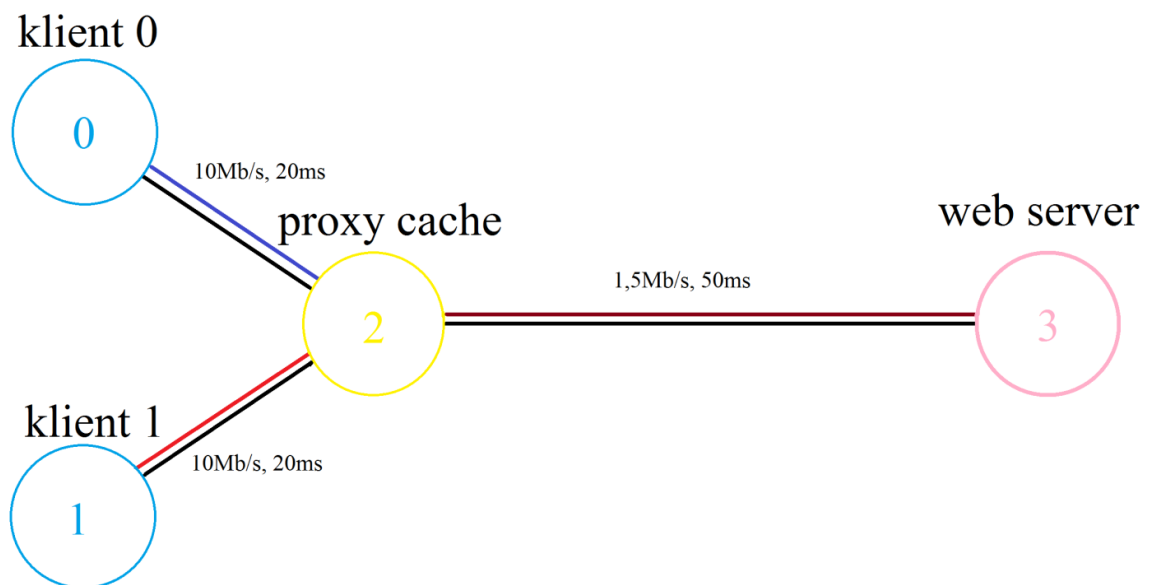 klient 0
0
10Mb/s, 20ms
proxy cache
web server
1,5Mb/s, 50ms
2
3
klient 1
10Mb/s, 20ms
1